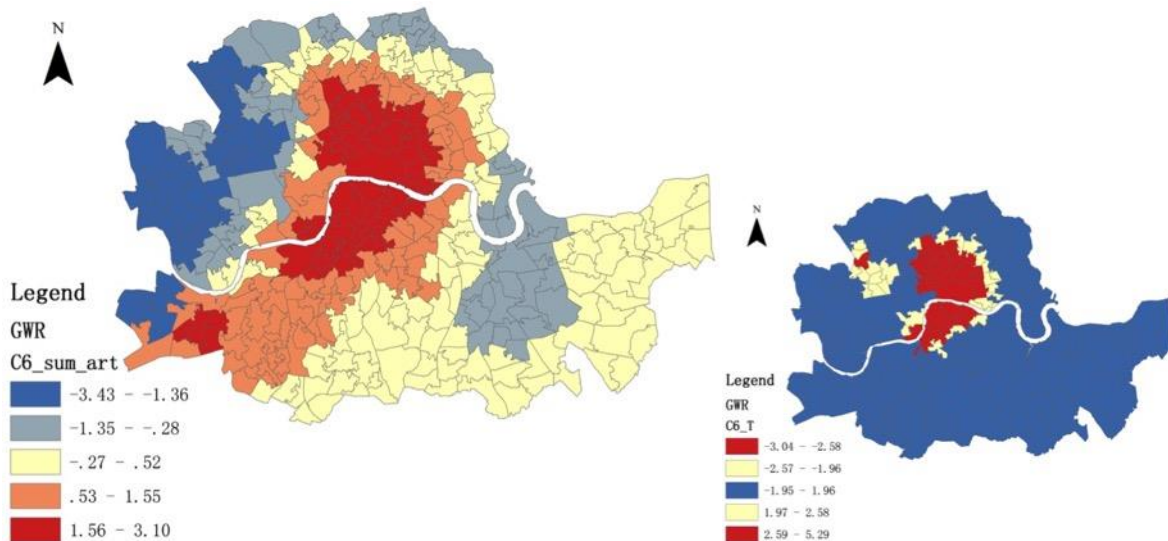 N
Legend
GWR
C6_sum_art
-3.43 - -1.36
-1.35 - -.28
-.27 - .52
.53 - 1.55
1.56 - 3.10
N
Legend
GWR
C6_T
-3.04 - -2.58
-2.57 - -1.96
-1.95 - 1.96
1.97 - 2.58
2.59 - 5.29